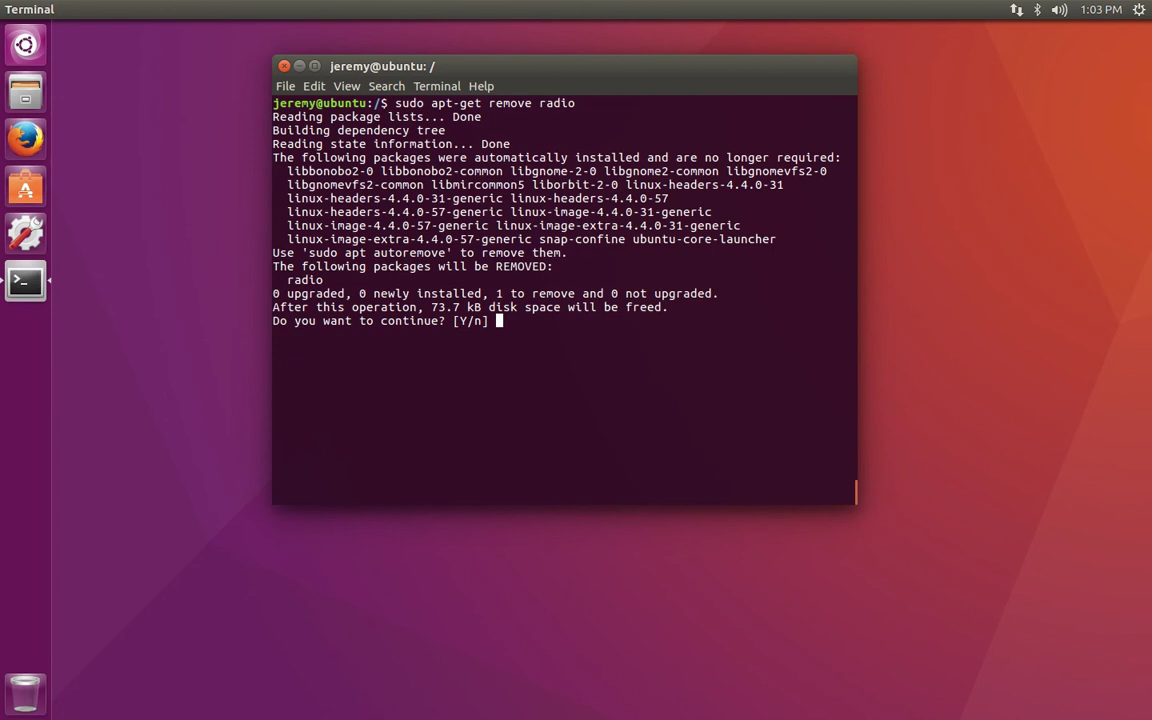 Terminal
1:03 PM
jeremy@ubuntu: /
File Edit View Search Terminal Help
jeremy@ubuntu:/$ sudo apt-get remove radio
Reading package lists... Done
Building dependency tree
Reading state information... Done
The following packages were automatically installed and are no longer required:
libbonobo2-0 libbonobo2-common libgnome-2-0 libgnome2-common libgnomevfs2-0
libgnomevfs2-common libmircommon5 liborbit-2-0 linux-headers-4.4.0-31
linux-headers-4.4.0-31-generic linux-headers-4.4.0-57
linux-headers-4.4.0-57-generic linux-image-4.4.0-31-generic
linux-image-4.4.0-57-generic linux-image-extra-4.4.0-31-generic
linux-image-extra-4.4.0-57-generic snap-confine ubuntu-core-launcher
Use 'sudo apt autoremove' to remove them.
The following packages will be REMOVED:
radio
0 upgraded, 0 newly installed, 1 to remove and 0 not upgraded.
After this operation, 73.7 kB disk space will be freed.
Do you want to continue? [Y/n]